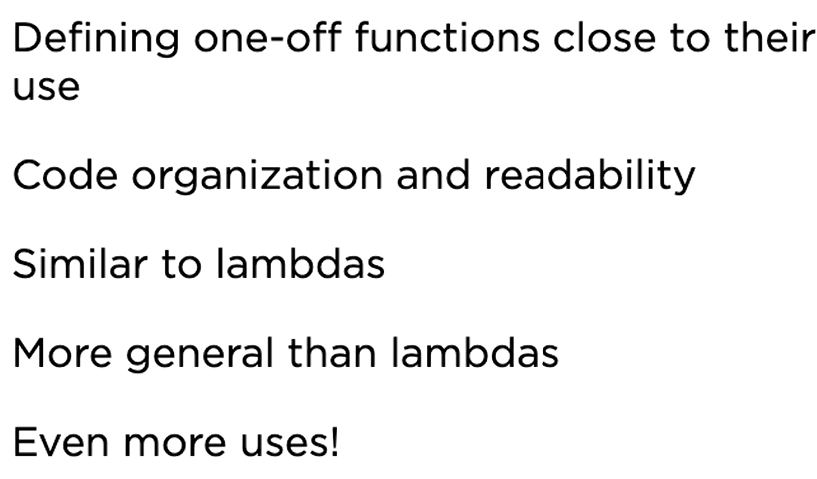 Defining one-off functions close to their
use
Code organization and readability
Similar to lambdas
More general than lambdas
Even more uses!